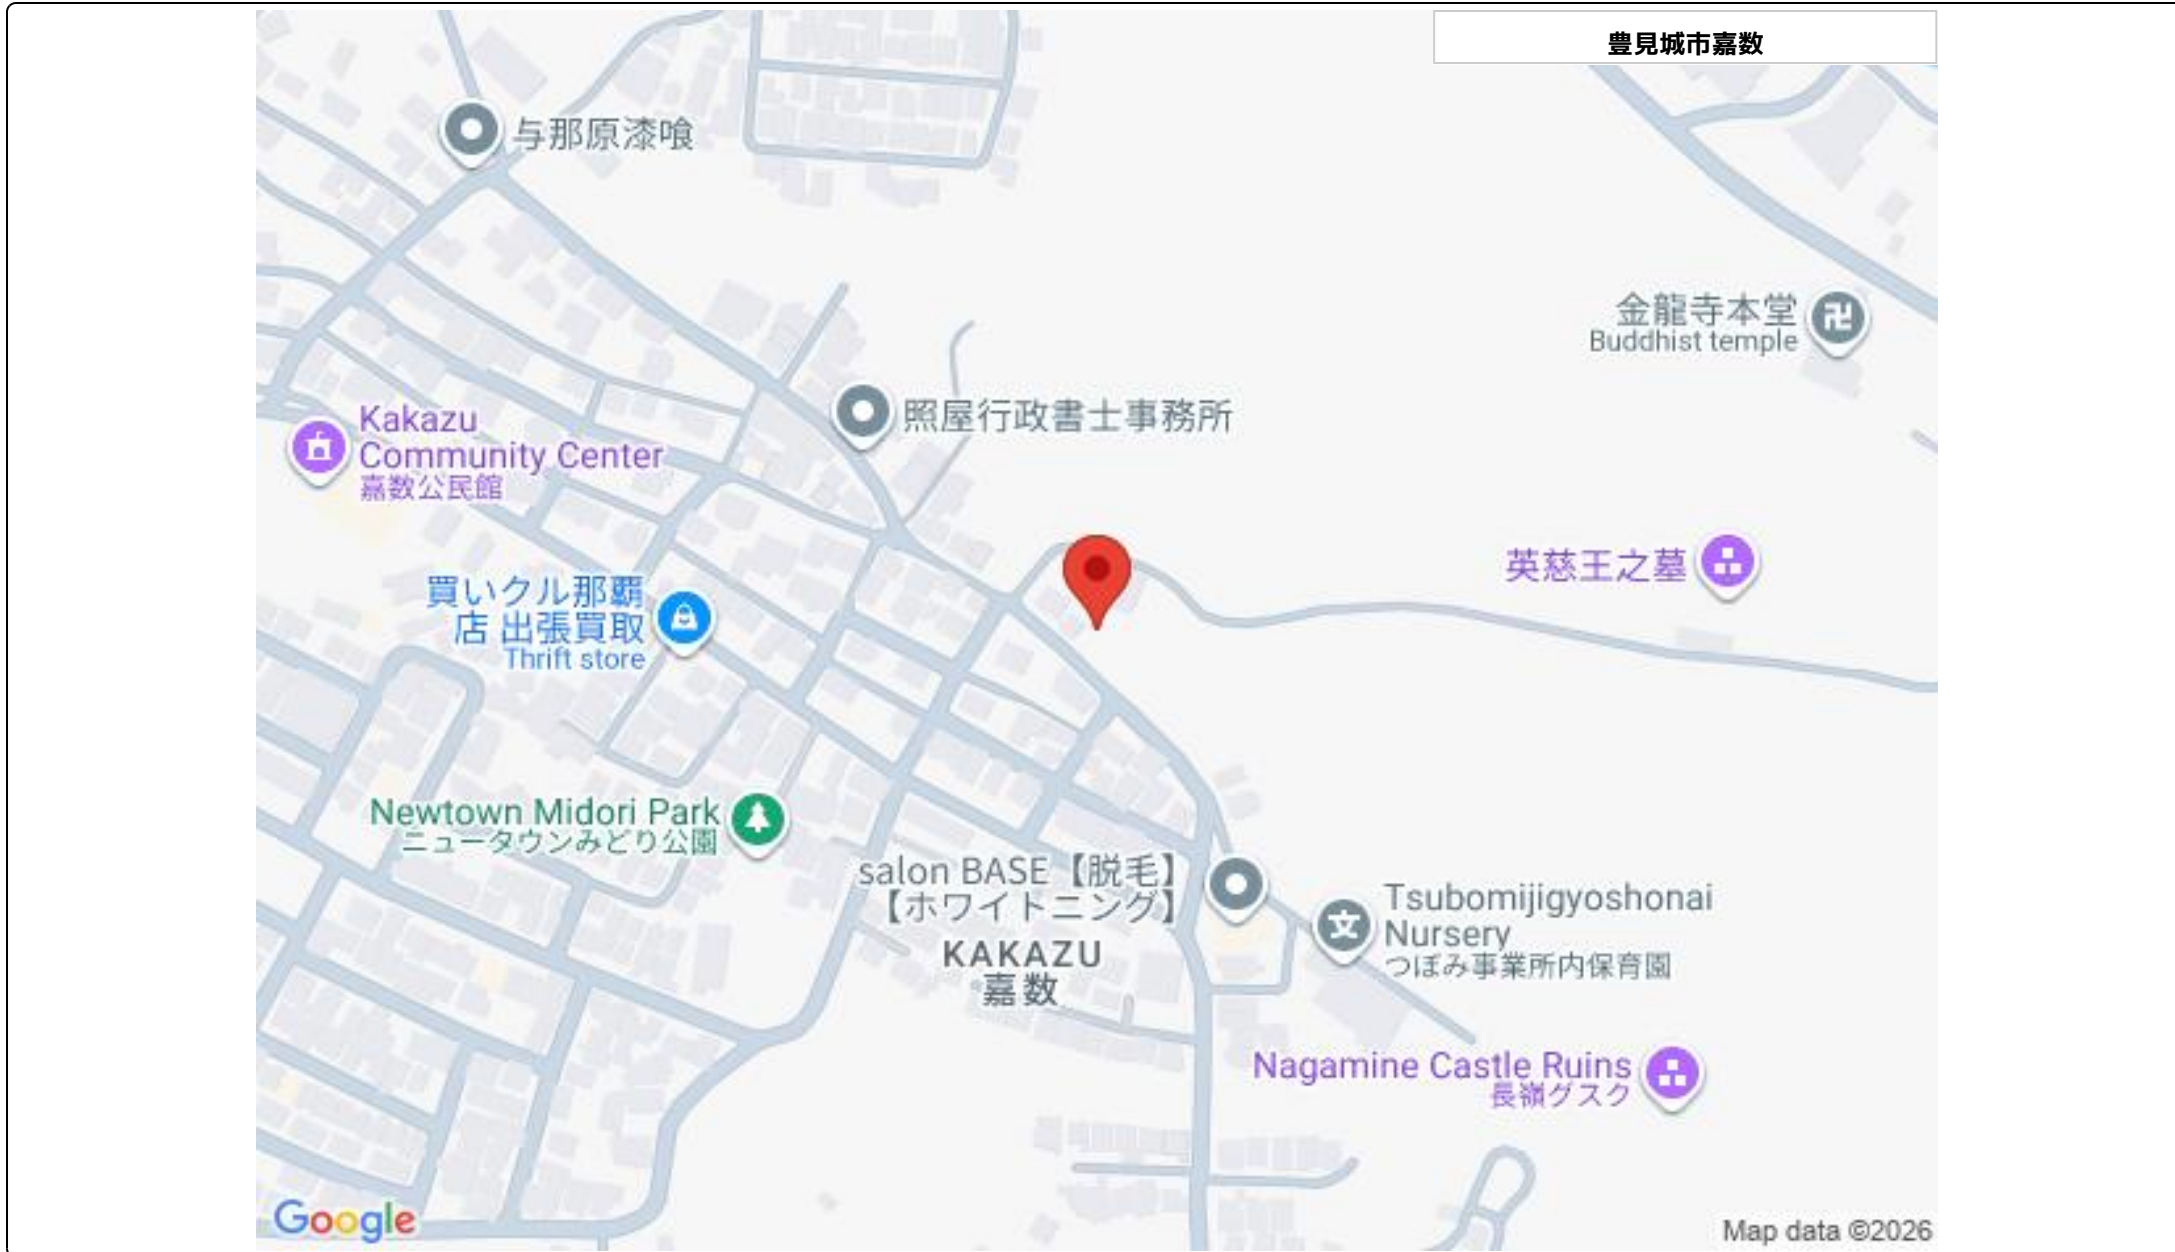 豊見城市嘉数
与那原漆喰
金龍寺本堂
Buddhist temple
照屋行政書士事務所
Kakazu
Community Center
嘉数公民館
英慈王之墓
買いクル那覇
店 出張買取
Thrift store
Newtown Midori Park
ニュータウンみどり公園
salon BASE【脱毛】
【ホワイトニング】
KAKAZU
嘉数
Tsubomijigyoshonai
Nursery
つぼみ事業所内保育園
Nagamine Castle Ruins
長嶺グスク
Google
Map data ©2026